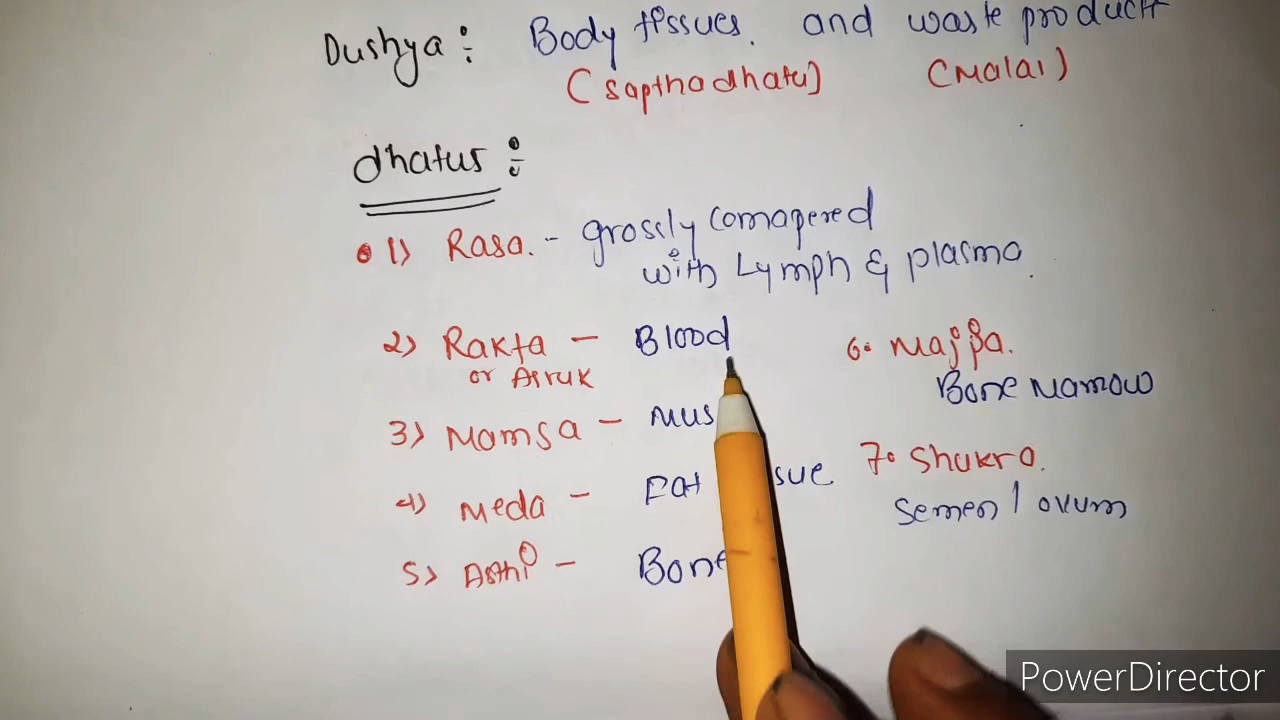 Dushya: Body tissues. and waste product
(Sapthadhatu) (Malai)
dhatus:
1) Rasa. - grossly comapered
with Lymph & plasma.
2) Rakta - Blood
or Asruk
3) Mamsa - Mus
4) Meda - Fat sue
5) Asthi - Bone
6. Majja.
Bone Marrow
7. Shukra.
Semen / ovum
PowerDirector